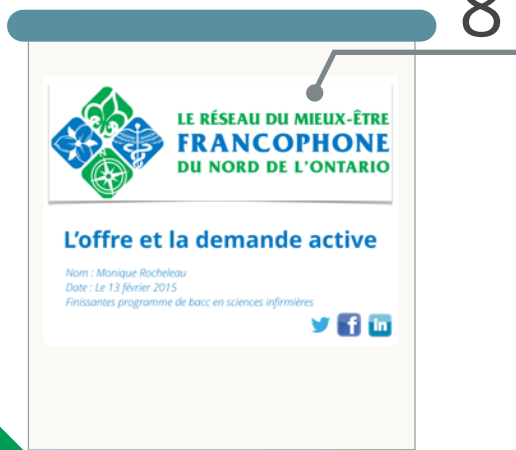 8
LE RÉSEAU DU MIEUX-ÊTRE
FRANCOPHONE
DU NORD DE L'ONTARIO
L'offre et la demande active
Nom : Monique Rocheleau
Date : Le 13 février 2015
Finissantes programme de bacc en sciences infirmières
f
in